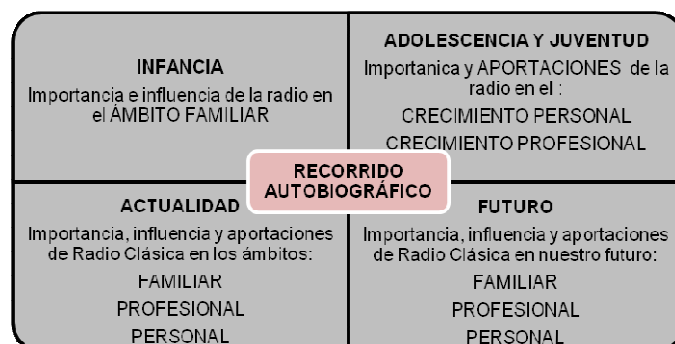 INFANCIA
Importancia e influencia de la radio en
el ÁMBITO FAMILIAR
ADOLESCENCIA Y JUVENTUD
Importanica y APORTACIONES de la
radio en el :
CRECIMIENTO PERSONAL
CRECIMIENTO PROFESIONAL
RECORRIDO
AUTOBIOGRÁFICO
ACTUALIDAD
Importancia, influencia y aportaciones
de Radio Clásica en los ámbitos:
FAMILIAR
PROFESIONAL
PERSONAL
FUTURO
Importancia, influencia y aportaciones
de Radio Clásica en nuestro futuro:
FAMILIAR
PROFESIONAL
PERSONAL